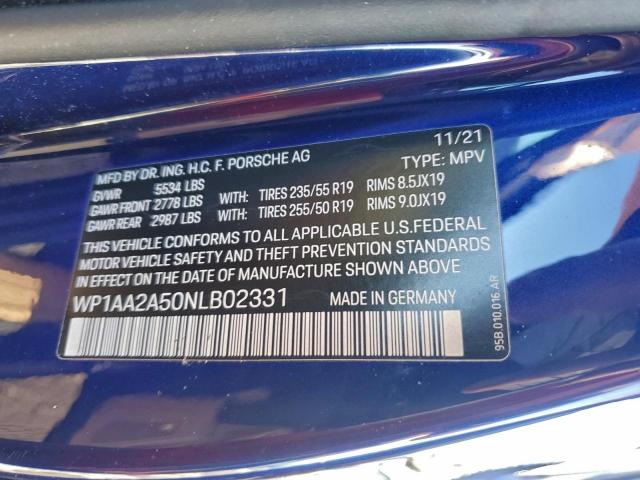 11/21
MFD BY DR. ING. H.C. F. PORSCHE AG TYPE: MPV
GVWR 5534 LBS
GAWR FRONT 2778 LBS WITH: TIRES 235/55 R19 RIMS 8.5JX19
GAWR REAR 2987 LBS WITH: TIRES 255/50 R19 RIMS 9.0JX19
THIS VEHICLE CONFORMS TO ALL APPLICABLE U.S.FEDERAL
MOTOR VEHICLE SAFETY AND THEFT PREVENTION STANDARDS
IN EFFECT ON THE DATE OF MANUFACTURE SHOWN ABOVE.
WP1AA2A50NLB02331 MADE IN GERMANY
95B.010.016.AR